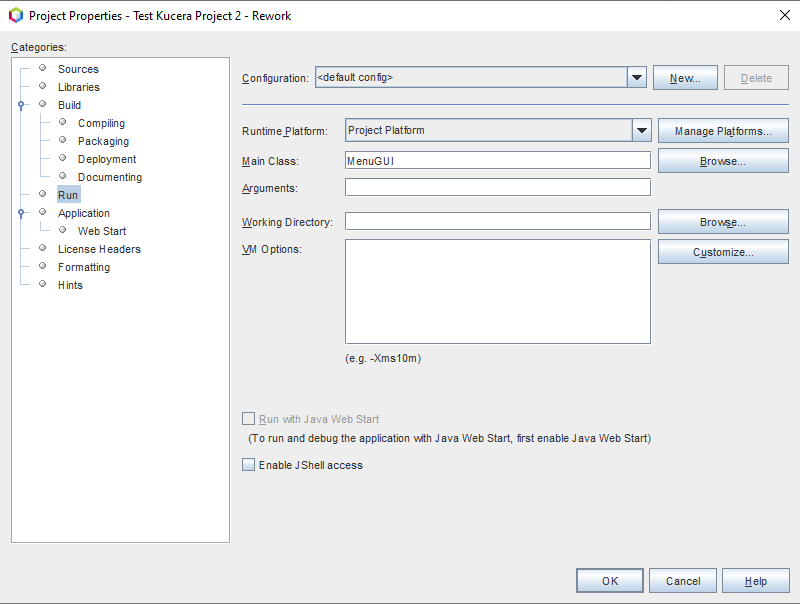 Project Properties - Test Kucera Project 2 - Rework
Categories:
Sources
Libraries
Build
Compiling
Packaging
Deployment
Documenting
Run
Application
Web Start
License Headers
Formatting
Hints
Configuration: <default config> New... Delete
Runtime Platform: Project Platform Manage Platforms...
Main Class: MenuGUI Browse...
Arguments:
Working Directory: Browse...
VM Options: Customize...
(e.g. -Xms10m)
Run with Java Web Start
(To run and debug the application with Java Web Start, first enable Java Web Start)
Enable JShell access
OK Cancel Help